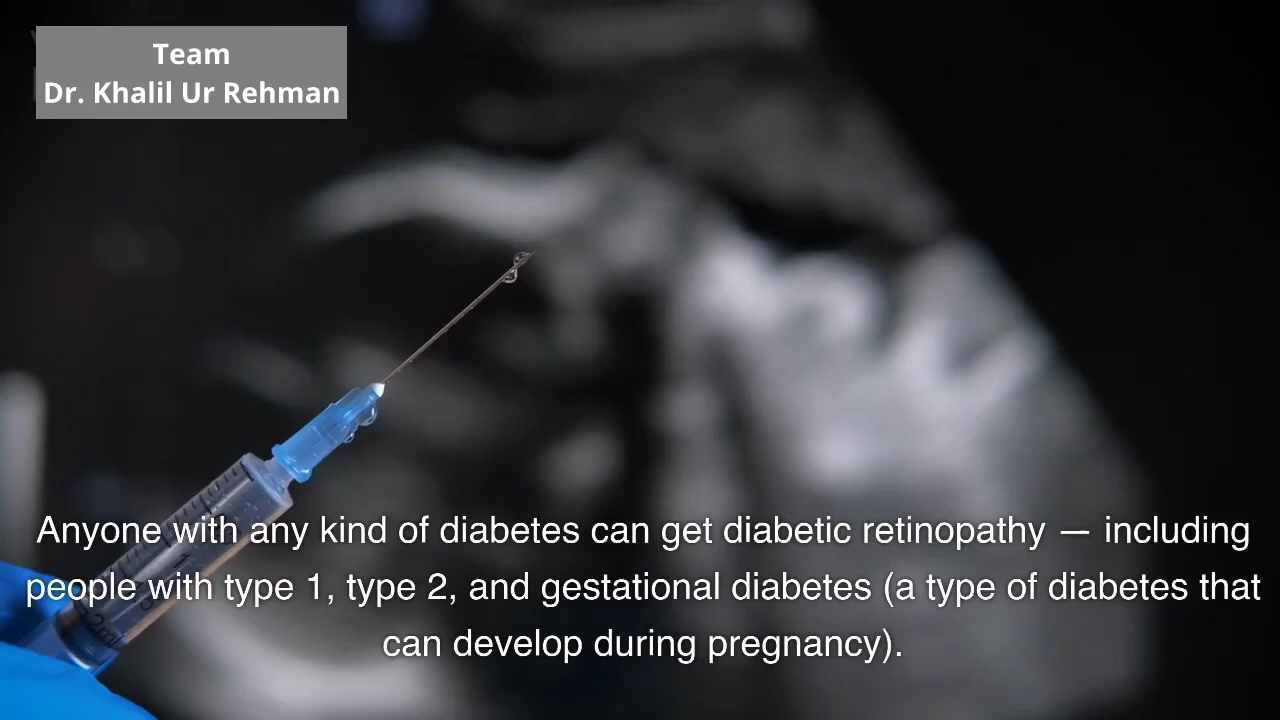 Team
Dr. Khalil Ur Rehman
Anyone with any kind of diabetes can get diabetic retinopathy — including
people with type 1, type 2, and gestational diabetes (a type of diabetes that
can develop during pregnancy).